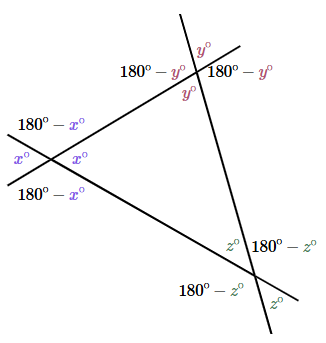 y°
180° − y° 180° − y°
y°
180° − x°
x° x°
180° − x°
z° 180° − z°
180° − z°
z°